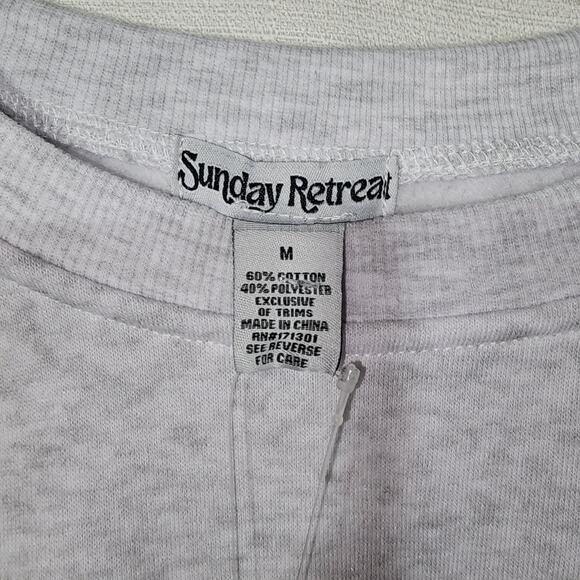 Sunday Retreat
M
60% COTTON
40% POLYESTER
EXCLUSIVE
OF TRIMS
MADE IN CHINA
RN#171301
SEE REVERSE
FOR CARE